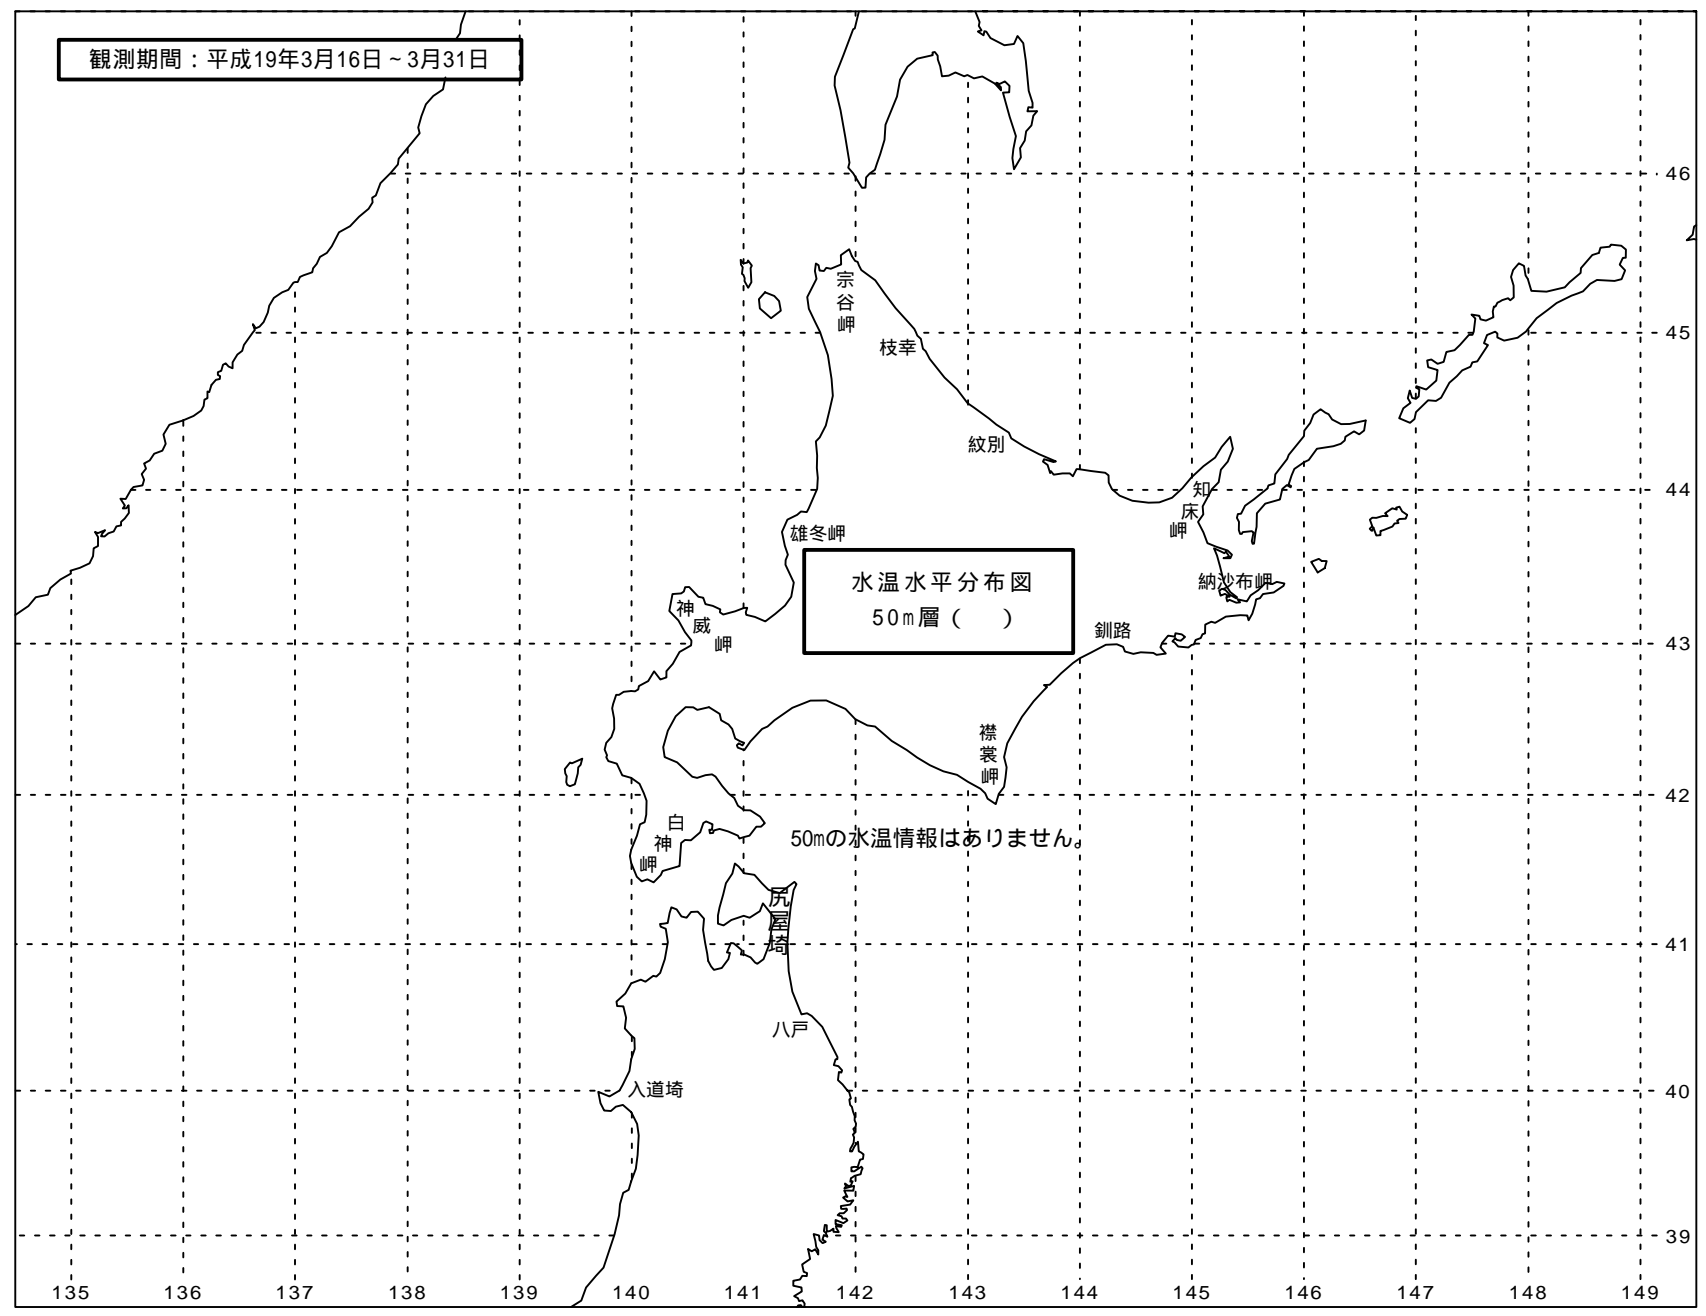 観測期間：平成19年3月16日～3月31日
46
宗谷岬
45
枝幸
紋別
44
知床岬
雄冬岬
水温水平分布図
50m層（　）
納沙布岬
神威岬
釧路
43
襟裳岬
42
白神岬
50mの水温情報はありません。
尻屋埼
41
八戸
入道埼
40
39
135 136 137 138 139 140 141 142 143 144 145 146 147 148 149